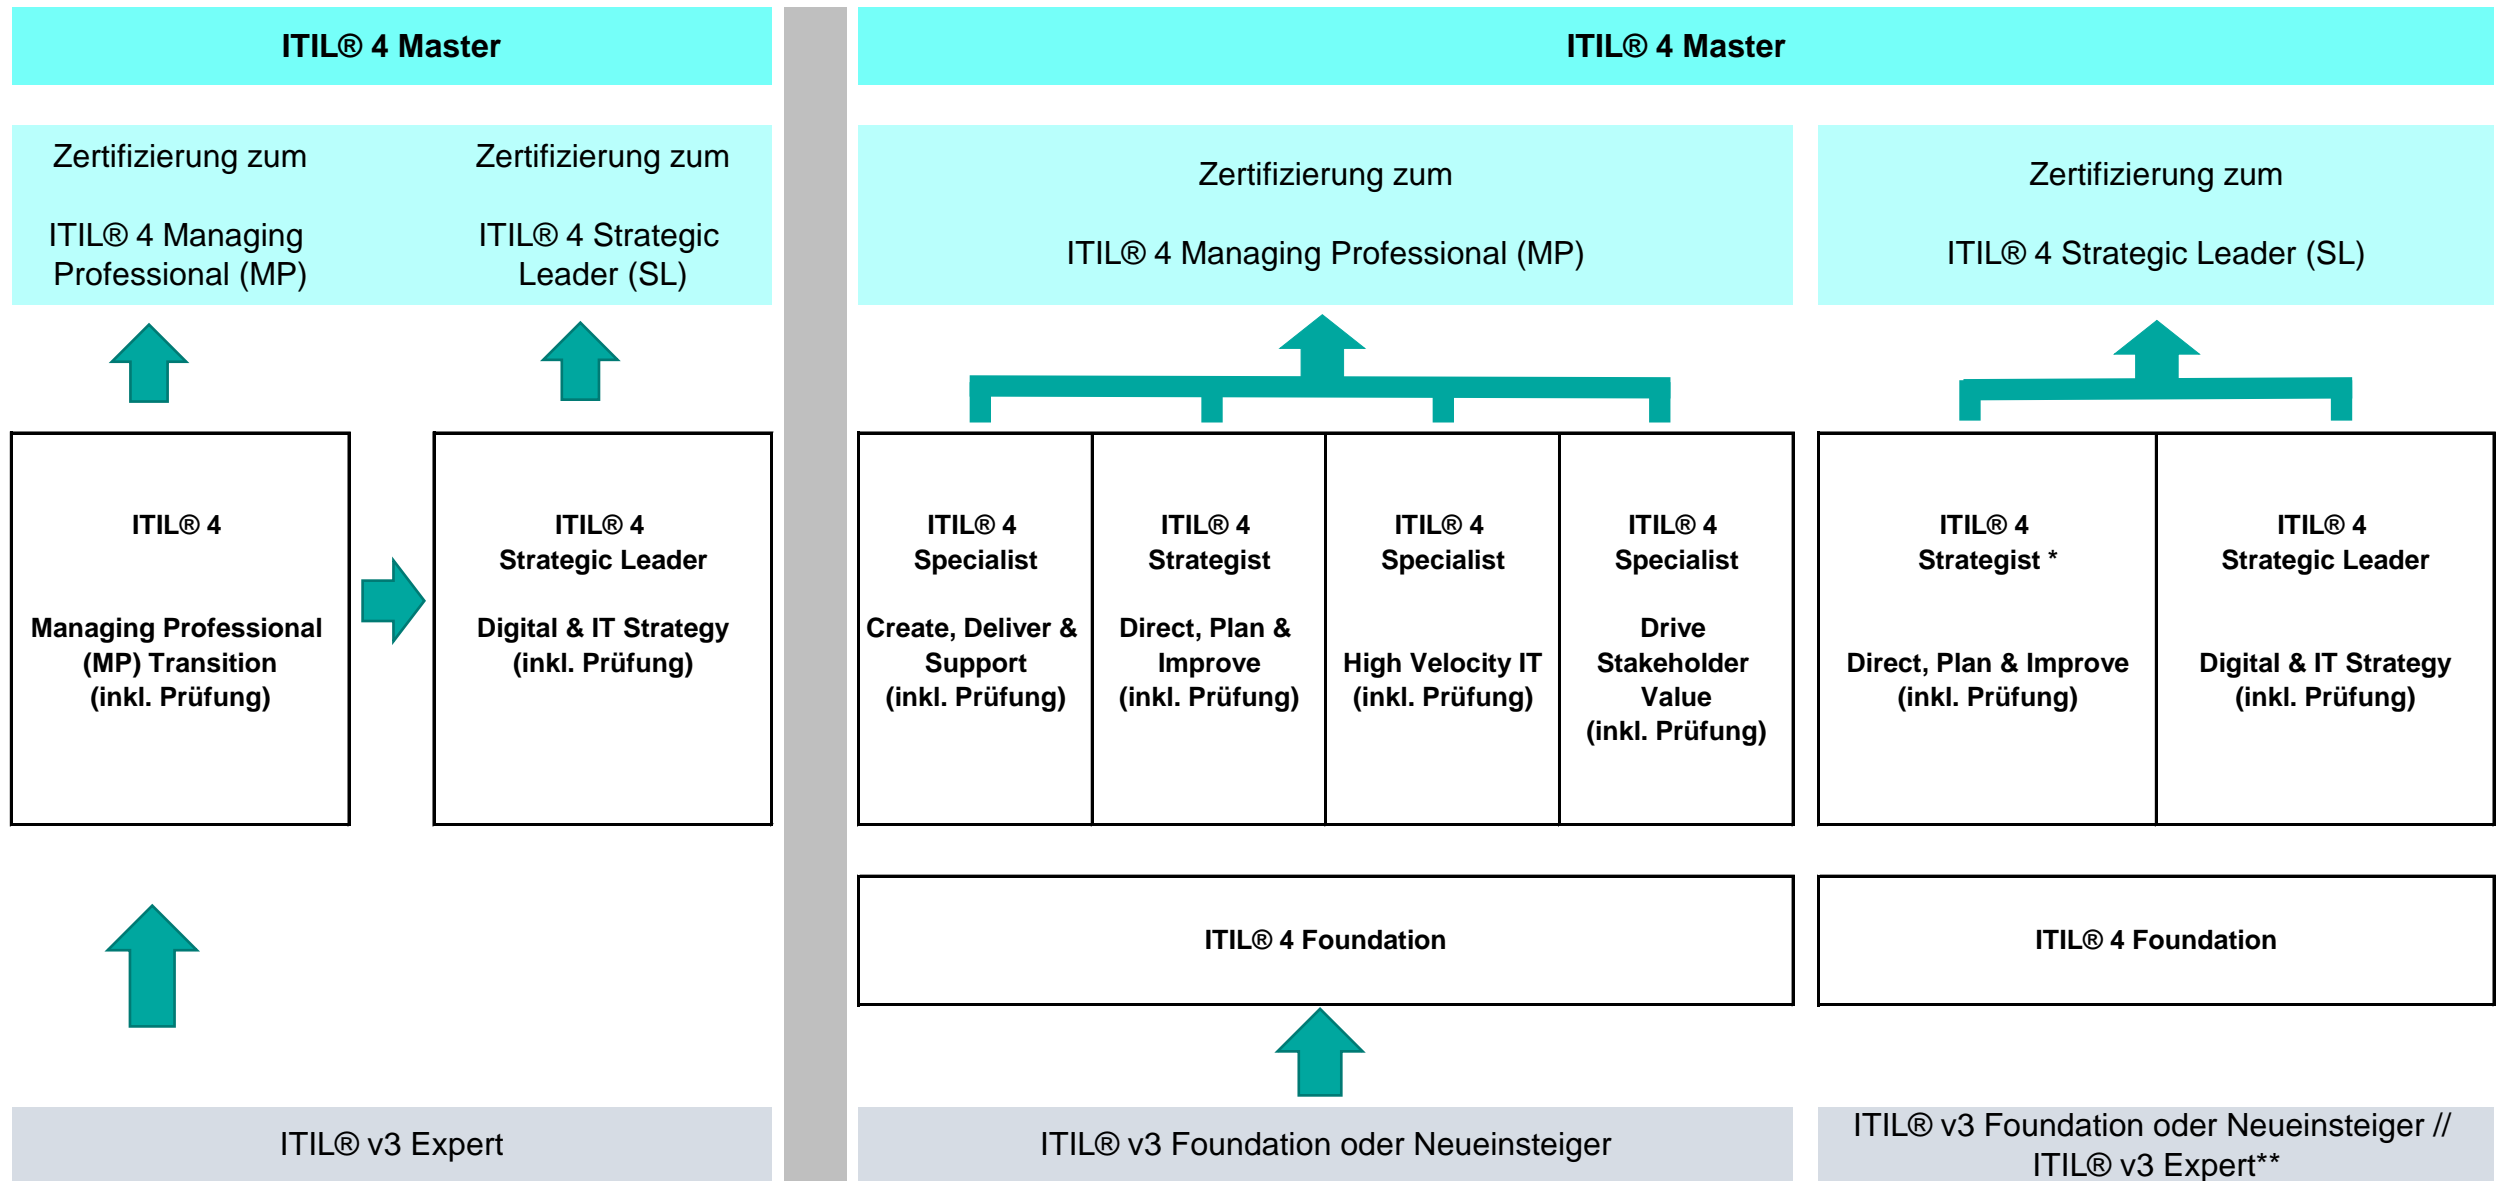 ITIL® 4 Master
ITIL® 4 Master
Zertifizierung zum
ITIL® 4 Managing
Professional (MP)
Zertifizierung zum
ITIL® 4 Strategic
Leader (SL)
Zertifizierung zum
ITIL® 4 Managing Professional (MP)
Zertifizierung zum
ITIL® 4 Strategic Leader (SL)
ITIL® 4
Managing Professional
(MP) Transition
(inkl. Prüfung)
ITIL® 4
Strategic Leader
Digital & IT Strategy
(inkl. Prüfung)
ITIL® 4
Specialist
Create, Deliver &
Support
(inkl. Prüfung)
ITIL® 4
Strategist
Direct, Plan &
Improve
(inkl. Prüfung)
ITIL® 4
Specialist
High Velocity IT
(inkl. Prüfung)
ITIL® 4
Specialist
Drive
Stakeholder
Value
(inkl. Prüfung)
ITIL® 4
Strategist *
Direct, Plan & Improve
(inkl. Prüfung)
ITIL® 4
Strategic Leader
Digital & IT Strategy
(inkl. Prüfung)
ITIL® 4 Foundation
ITIL® 4 Foundation
ITIL® v3 Expert
ITIL® v3 Foundation oder Neueinsteiger
ITIL® v3 Foundation oder Neueinsteiger //
ITIL® v3 Expert**